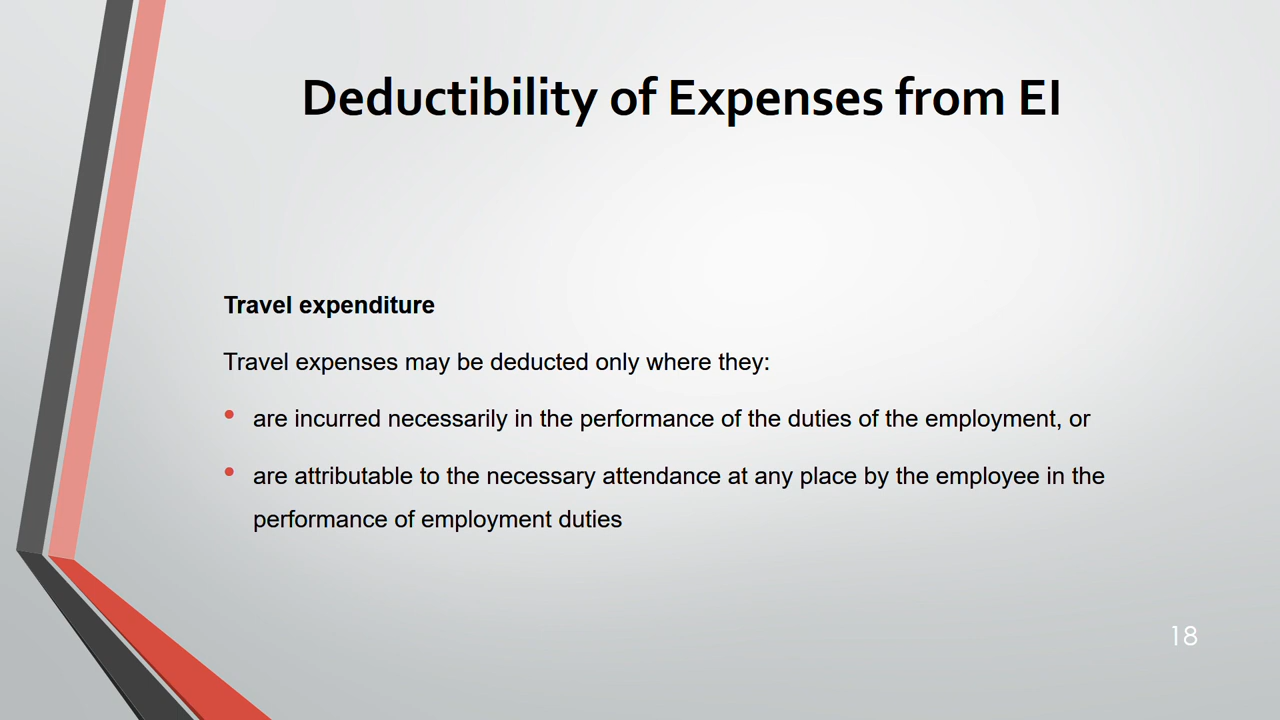 Deductibility of Expenses from EI
Travel expenditure
Travel expenses may be deducted only where they:
• are incurred necessarily in the performance of the duties of the employment, or
• are attributable to the necessary attendance at any place by the employee in the
performance of employment duties
18